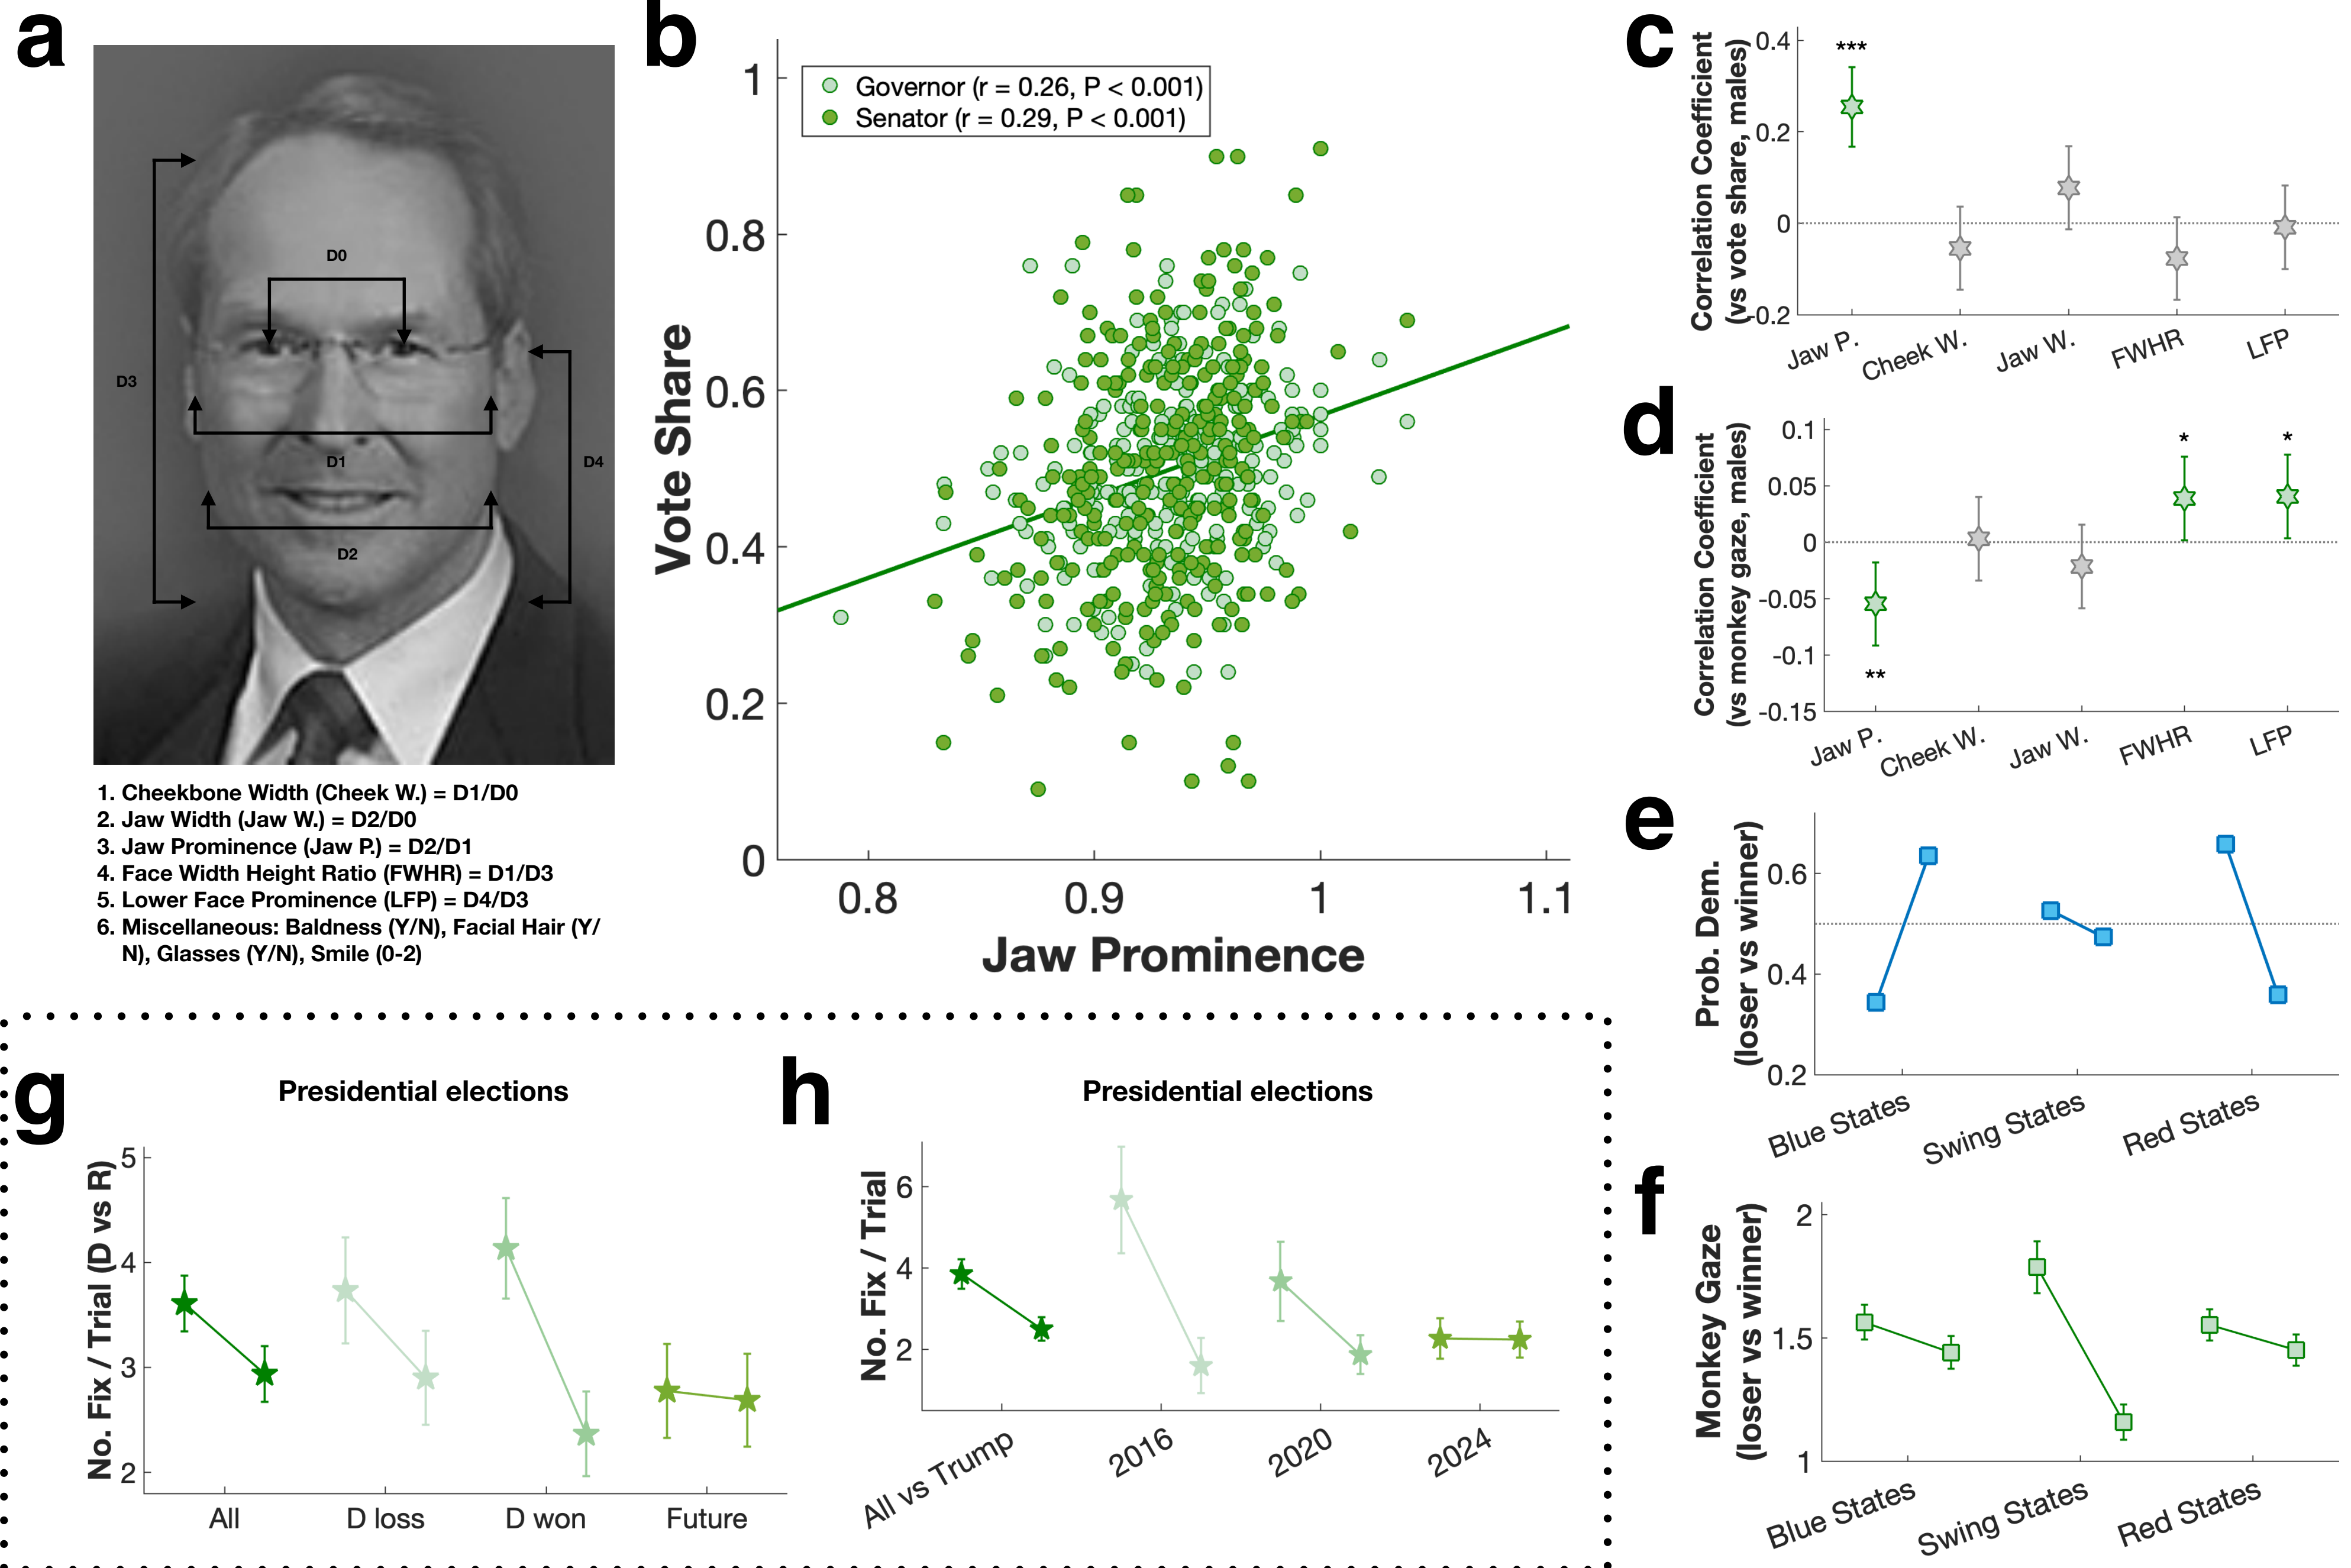 a
D0
D3
D1
D4
D2
1. Cheekbone Width (Cheek W.) = D1/D0
2. Jaw Width (Jaw W.) = D2/D0
3. Jaw Prominence (Jaw P.) = D2/D1
4. Face Width Height Ratio (FWHR) = D1/D3
5. Lower Face Prominence (LFP) = D4/D3
6. Miscellaneous: Baldness (Y/N), Facial Hair (Y/
N), Glasses (Y/N), Smile (0-2)
b
Governor (r = 0.26, P < 0.001)
Senator (r = 0.29, P < 0.001)
Vote Share
1
0.8
0.6
0.4
0.2
0
0.8 0.9 1 1.1
Jaw Prominence
c
Correlation Coefficient
(vs vote share, males)
0.4
0.2
0
-0.2
***
Jaw P. Cheek W. Jaw W. FWHR LFP
d
Correlation Coefficient
(vs monkey gaze, males)
0.1
0.05
0
-0.05
-0.1
-0.15
* *
**
Jaw P. Cheek W. Jaw W. FWHR LFP
e
Prob. Dem.
(loser vs winner)
0.6
0.4
0.2
Blue States Swing States Red States
f
Monkey Gaze
(loser vs winner)
2
1.5
1
Blue States Swing States Red States
g
Presidential elections
No. Fix / Trial (D vs R)
5
4
3
2
All D loss D won Future
h
Presidential elections
No. Fix / Trial
6
4
2
All vs Trump 2016 2020 2024